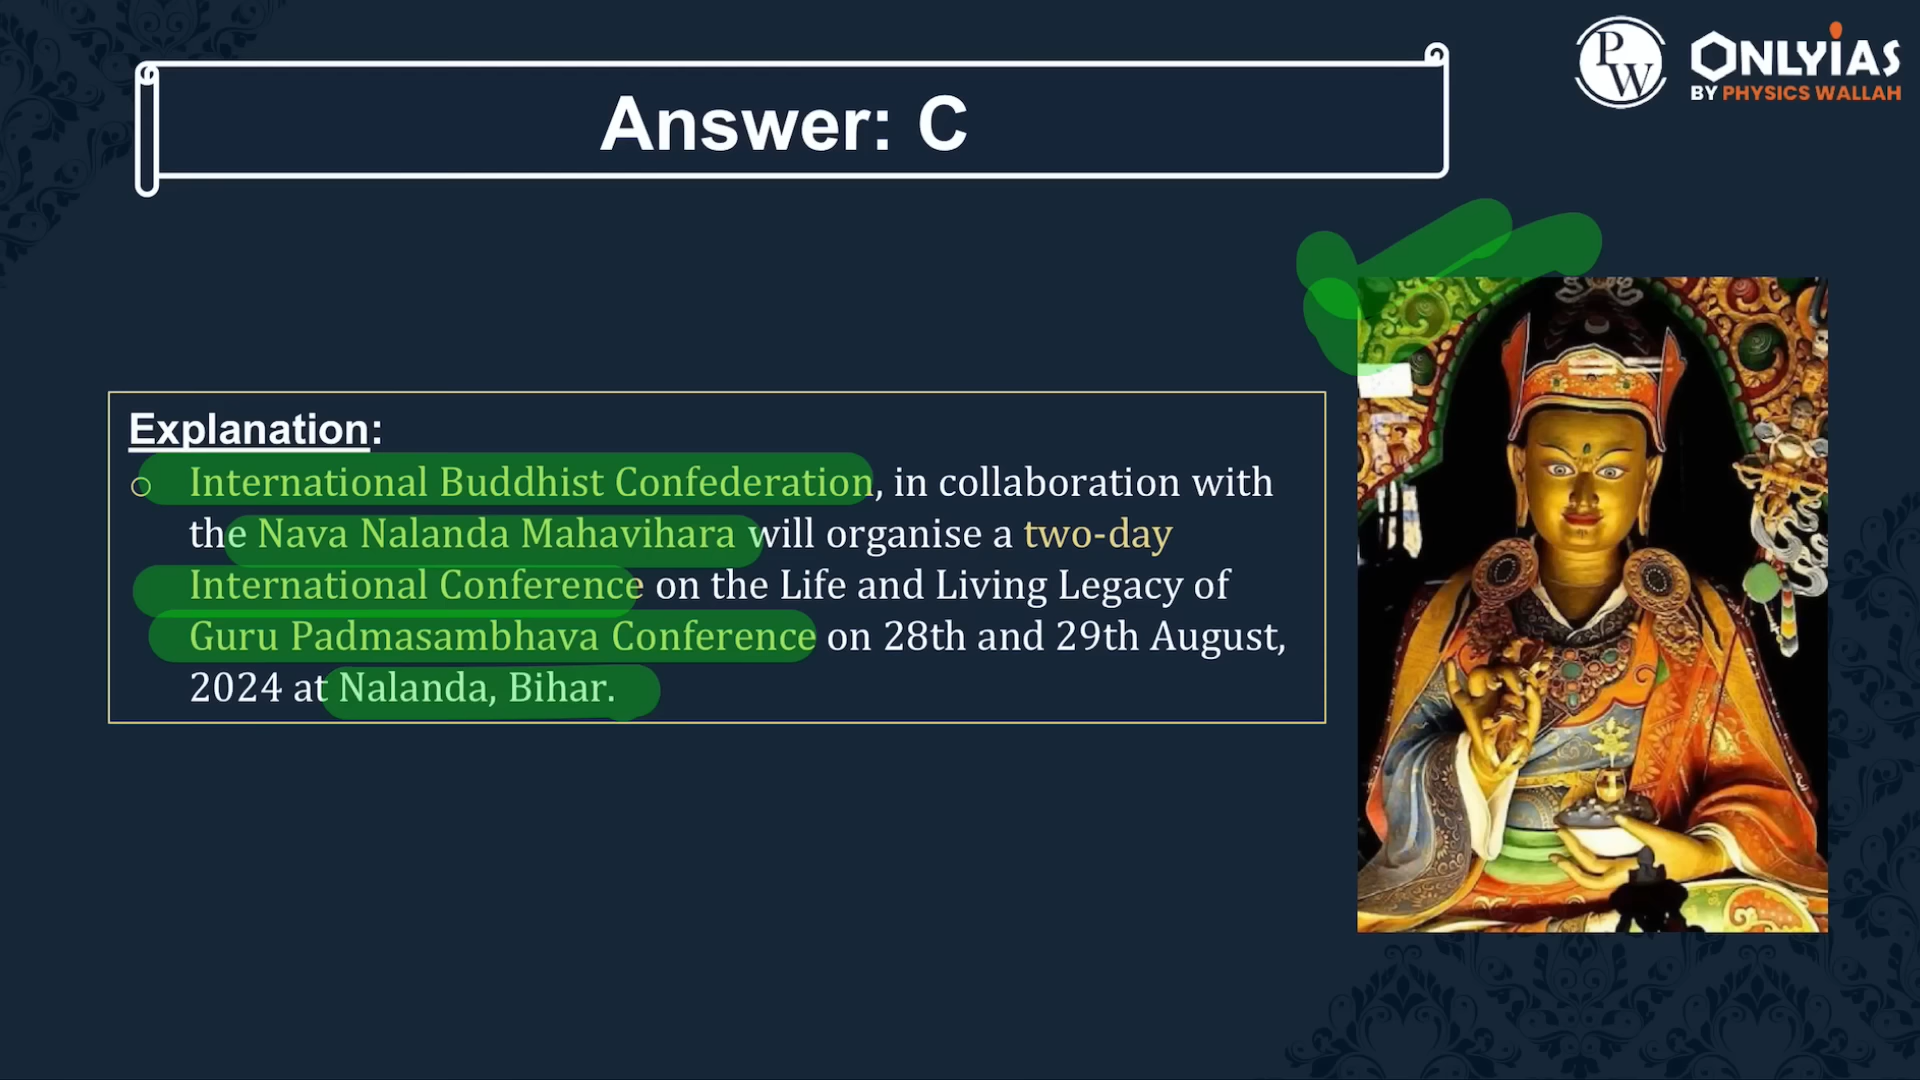 PW
ONLYiAS
BY PHYSICS WALLAH
Answer: C
Explanation:
International Buddhist Confederation, in collaboration with
the Nava Nalanda Mahavihara will organise a two-day
International Conference on the Life and Living Legacy of
Guru Padmasambhava Conference on 28th and 29th August,
2024 at Nalanda, Bihar.